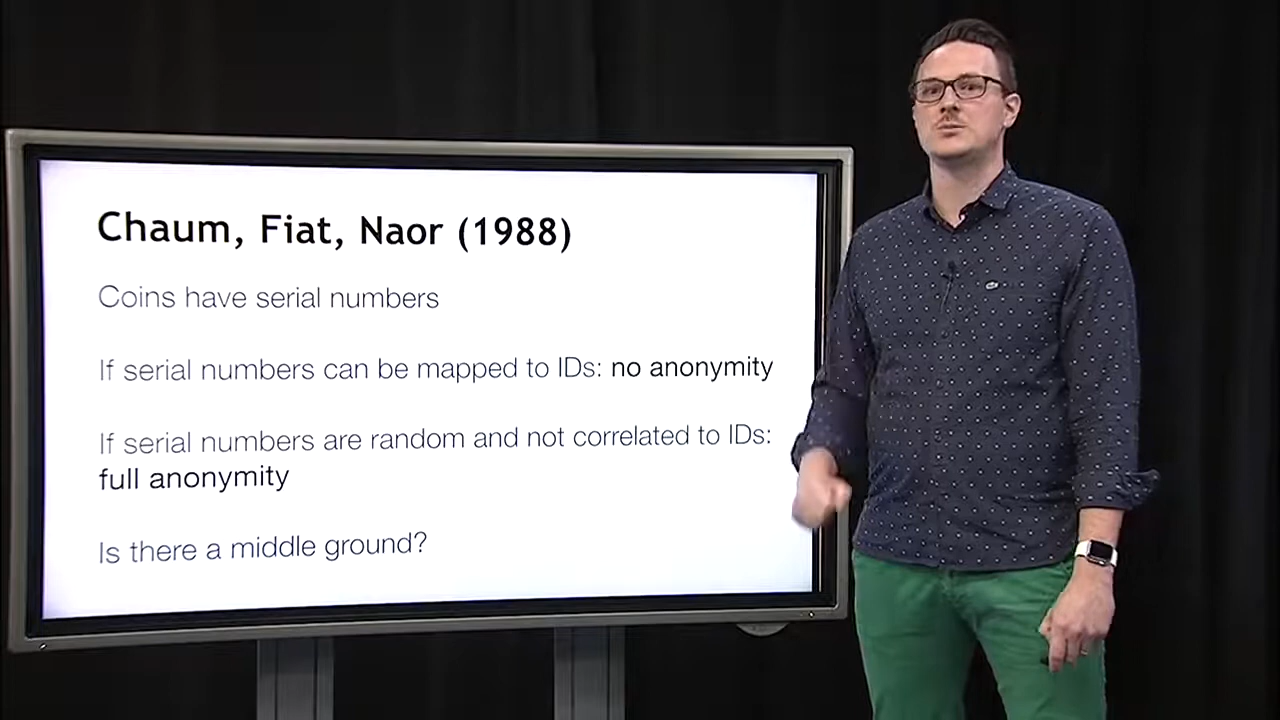 Chaum, Fiat, Naor (1988)
Coins have serial numbers
If serial numbers can be mapped to IDs: no anonymity
If serial numbers are random and not correlated to IDs:
full anonymity
Is there a middle ground?